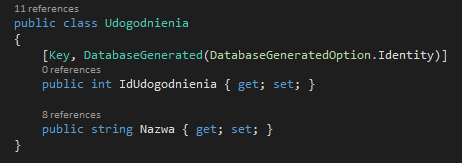 11 references
public class Udogodnienia
{
[Key, DatabaseGenerated(DatabaseGeneratedOption.Identity)]
0 references
public int IdUdogodnienia { get; set; }
8 references
public string Nazwa { get; set; }
}